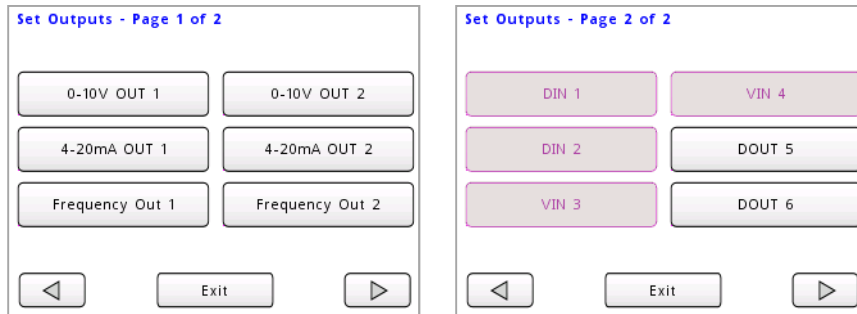 Set Outputs - Page 1 of 2
0-10V OUT 1
0-10V OUT 2
4-20mA OUT 1
4-20mA OUT 2
Frequency Out 1
Frequency Out 2
Exit
Set Outputs - Page 2 of 2
DIN 1
VIN 4
DIN 2
DOUT 5
VIN 3
DOUT 6
Exit